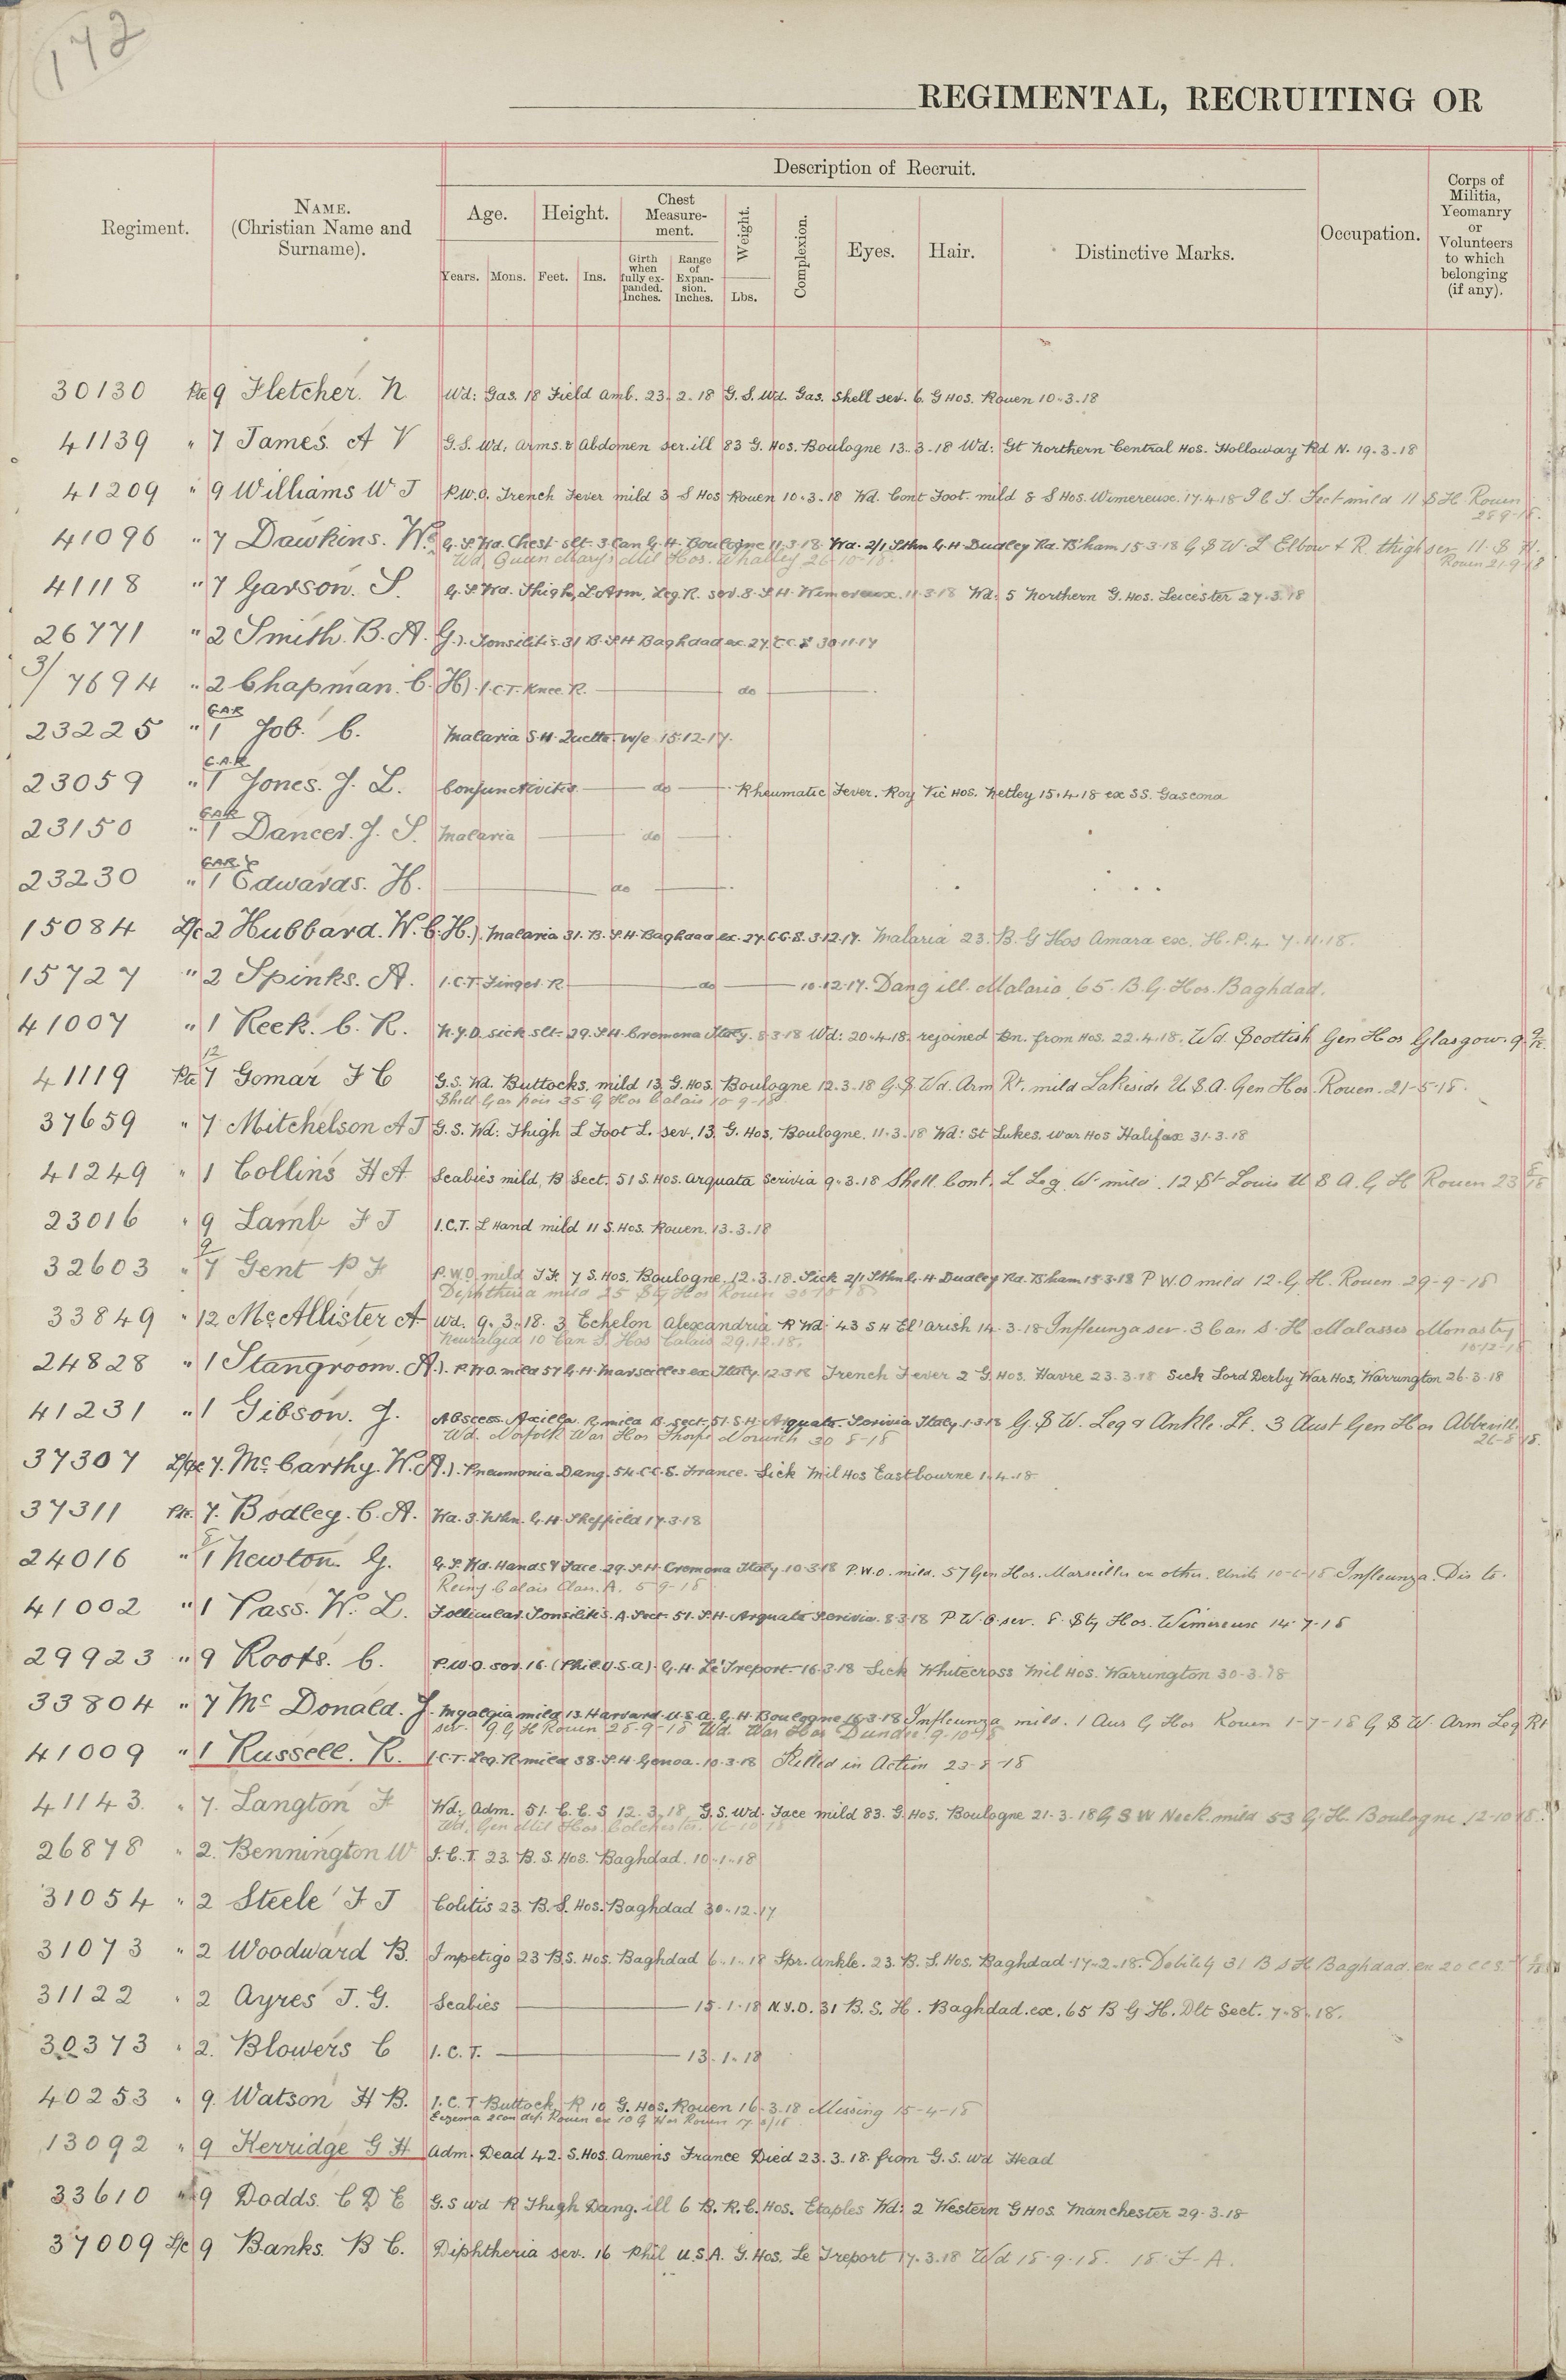 172
REGIMENTAL, RECRUITING OR
Regiment.
NAME.
(Christian Name and
Surname).
Description of Recruit.
Age.
Height.
Chest
Measure-
ment.
Weight.
Complexion.
Eyes.
Hair.
Distinctive Marks.
Occupation.
Corps of
Militia,
Yeomanry
or
Volunteers
to which
belonging
(if any).
Years.
Mons.
Feet.
Ins.
Girth
when
fully ex-
panded.
Inches.
Range
of
Expan-
sion.
Inches.
Lbs.
30130 Pte 9 Fletcher. N. Wd: Gas. 18 Field Amb. 23.2.18 G.S. Wd. Gas. Shell sev. 6. G Hos. Rouen 10.3.18
41139 " 7 James. A V G.S. Wd. Arms. & Abdomen ser. ill 83 G. Hos. Boulogne 13.3.18 Wd: Gt Northern Central Hos. Holloway Rd N. 19.3.18
41209 " 9 Williams W J P.U.O. Trench Fever mild 3 S Hos Rouen 10.3.18 Wd. Cont Foot. mild 8 S Hos. Wimereux. 17.4.18 I.C.T. Feet mild 11 S H Rouen
28.9.18.
41096 " 7 Dawkins. W. G.S. Wd. Chest slt. 3 Can G.H. Boulogne 11.3.18. Wd. 2/1 Sthn G.H. Dudley Rd. B'ham 15.3.18 G S W. L Elbow & R. thigh sev 11. S H.
Wd. Queen Mary's Mil Hos. Whalley 26-10-18. Rouen 21.9.18
41118 " 7 Garson. S. G.S. Wd. Thigh, L. Arm, Leg. R. sev. 8. S.H. Wimereux. 11.3.18 Wd: 5 Northern G. Hos. Leicester 27.3.18
26771 " 2 Smith. B. A. G.). Tonsilitis. 31 B.S.H Baghdad ex. 27. C.C.S 30.11.17
3/7694 " 2 Chapman. C. H). I.C.T. Knee. R. do
23225 " G.A.R 1 Job. C. Malaria S.H. Quetta w/e 15.12.17.
23059 " G.A.R. 1 Jones. J. L. Conjunctivitis do Rheumatic Fever. Roy Vic Hos. Netley 15.4.18 ex SS. Gascona
23150 " G.A.R 1 Dancer. J. S. Malaria do
23230 " G.A.R. 1 Edwards. H. do
15084 L/c 2 Hubbard. W. C. H.). Malaria 31. B.S.H. Baghdad ex. 27. C.C.S. 3.12.17. Malaria 23. B. G Hos Amara ex. H.P. 4. 7.11.18.
15727 " 2 Spinks. A. I.C.T. Finger R. do 10.12.17. Dang ill. Malaria. 65. B.G. Hos. Baghdad.
41007 " 1 Reek. C. R. N.Y.D. sick slt. 29. S.H. Cremona Italy. 8.3.18 Wd: 20.4.18. rejoined Bn. from Hos. 22.4.18. Wd. Scottish Gen Hos Glasgow.
41119 Pte 12 7 Gomar F C G.S. Wd. Buttocks. mild 13 G. Hos. Boulogne 12.3.18 G.S. Wd. Arm Rt. mild Lakeside U.S.A. Gen Hos. Rouen. 21-5-18.
Shell Gas pois 35 G Hos Calais 10-9-18
37659 " 7 Mitchelson A J G.S. Wd: Thigh L Foot L. sev. 13. G. Hos. Boulogne. 11.3.18 Wd: St Lukes. War Hos Halifax 31.3.18
41249 " 1 Collins H A Scabies mild, B Sect. 51 S. Hos. Arquata Scrivia 9.3.18 Shell. Cont. L Leg W. mild. 12 St Louis U S A. G H Rouen
23016 " 9 Lamb F J I.C.T. L Hand mild 11 S. Hos. Rouen. 13.3.18
32603 " 9 7 Gent P F P.U.O. mild 7 S. Hos. Boulogne. 12.3.18. Sick 2/1 Sthn G.H Dudley Rd. B'ham 15.3.18 P.U.O mild 12. G. H. Rouen 29-9-18
Diphtheria mild 25 Sty Hos Rouen 30-10-18
33849 " 12 McAllister A Wd. 9.3.18. 3 Echelon Alexandria R Wd: 43 S H El'Arish 14.3.18 Influenza sev. 3 Can S. H Malasses Monastry
Neuralgia 10 Can S. Hos Calais 29.12.18. 10-12-18
24828 " 1 Stangroom. A.). P.U.O. mild 57 G.H. Marseilles ex Italy. 12.3.18 Trench Fever 2 G. Hos. Havre 23.3.18 Sick Lord Derby War Hos, Warrington 26.3.18
41231 " 1 Gibson. J. Abscess. Axilla. R. mild B. sect. 51. S.H. Arquata. Scrivia Italy. 1.3.18 G.S W. Leg & Ankle. Lt. 3 Aust Gen Hos Abbeville
Wd. Norfolk War Hos Thorpe Norwich 30 8-18 26-8-18.
37307 L/Cpl 7. McCarthy. W. A.). Pneumonia Dang. 54. C.C.S. France. Sick Mil Hos Eastbourne 1.4.18
37311 Pte. 7. Bodley. C. A. Wd. 3. Nthn. G.H. Sheffield 17.3.18
24016 " 8 1 Newton. G. G.S. Wd. Hands & Face 29. S.H. Cremona Italy 10.3.18 P.U.O. mild. 57 Gen Hos. Marseilles ex other. Units 10-6-18 Influenza. Dis to.
Reinf Calais Class. A. 5-9-18
41002 " 1 Pass. W. L. Follicular. Tonsilitis. A. Sect. 51. S.H. Arquata Scrivia. 8.3.18 P U. O. sev. 8. Sty Hos. Wimereux 14-7-18
29923 " 9 Roots. C. P.U.O. sev. 16. (Phil. U.S.A). G.H. Le Treport. 16.3.18 Sick Whitecross Mil Hos. Warrington 30.3.18
33804 " 7 Mc Donald. J. Myalgia mild 13. Harvard. U.S.A. G.H. Boulogne 16.3.18 Influenza mild. 1 Aus G Hos Rouen 1-7-18 G S W. Arm Leg Rt
sev. 9 G H Rouen 28-9-18 Wd. War Hos Dundee 9-10-18
41009 " 1 Russell. R. I.C.T. Leg. R. mild 38. S.H. Genoa. 10.3.18 Killed in Action 23-8-18
41143. " 7. Langton F Wd: Adm. 51. C.C.S 12.3.18 G.S. Wd. Face mild 83. G. Hos. Boulogne 21.3.18 G S W Neck mild 53 G H. Boulogne. 12-10-18.
Wd. Gen Mil Hos. Colchester. 16-10-18
26878 " 2. Bennington W I.C.T. 23. B.S. Hos. Baghdad. 10.1.18
31054 " 2 Steele F J Colitis 23. B.S. Hos. Baghdad 30.12.17
31073 " 2 Woodward B. Impetigo 23 B.S. Hos. Baghdad 6.1.18 Spr. Ankle. 23. B. S. Hos. Baghdad 17.2.18. Debility 31 B S H Baghdad. ex 20 C C S.
31122 " 2 Ayres J. G. Scabies 15.1.18 N.Y.D. 31 B.S. H. Baghdad. ex. 65 B G H. Dlt Sect. 7.8.18.
30373 " 2. Blowers C I.C.T. 13.1.18
40253 " 9. Watson H B. I.C.T Buttock R 10 G. Hos. Rouen 16.3.18 Missing 15-4-18
Eczema 2 con dep Rouen ex 10 G Hos Rouen
13092 " 9 Kerridge G H Adm. Dead 42. S. Hos. Amiens France Died 23.3.18. from G.S. Wd Head
33610 " 9 Dodds. C D E G.S Wd R Thigh Dang. ill 6 B.R.C. Hos. Etaples Wd: 2 Western G Hos. Manchester 29.3.18
37009 L/c 9 Banks. B C. Diphtheria sev. 16 Phil U.S.A. G. Hos. Le Treport 17.3.18 Wd 18.9.18. 18. F. A.